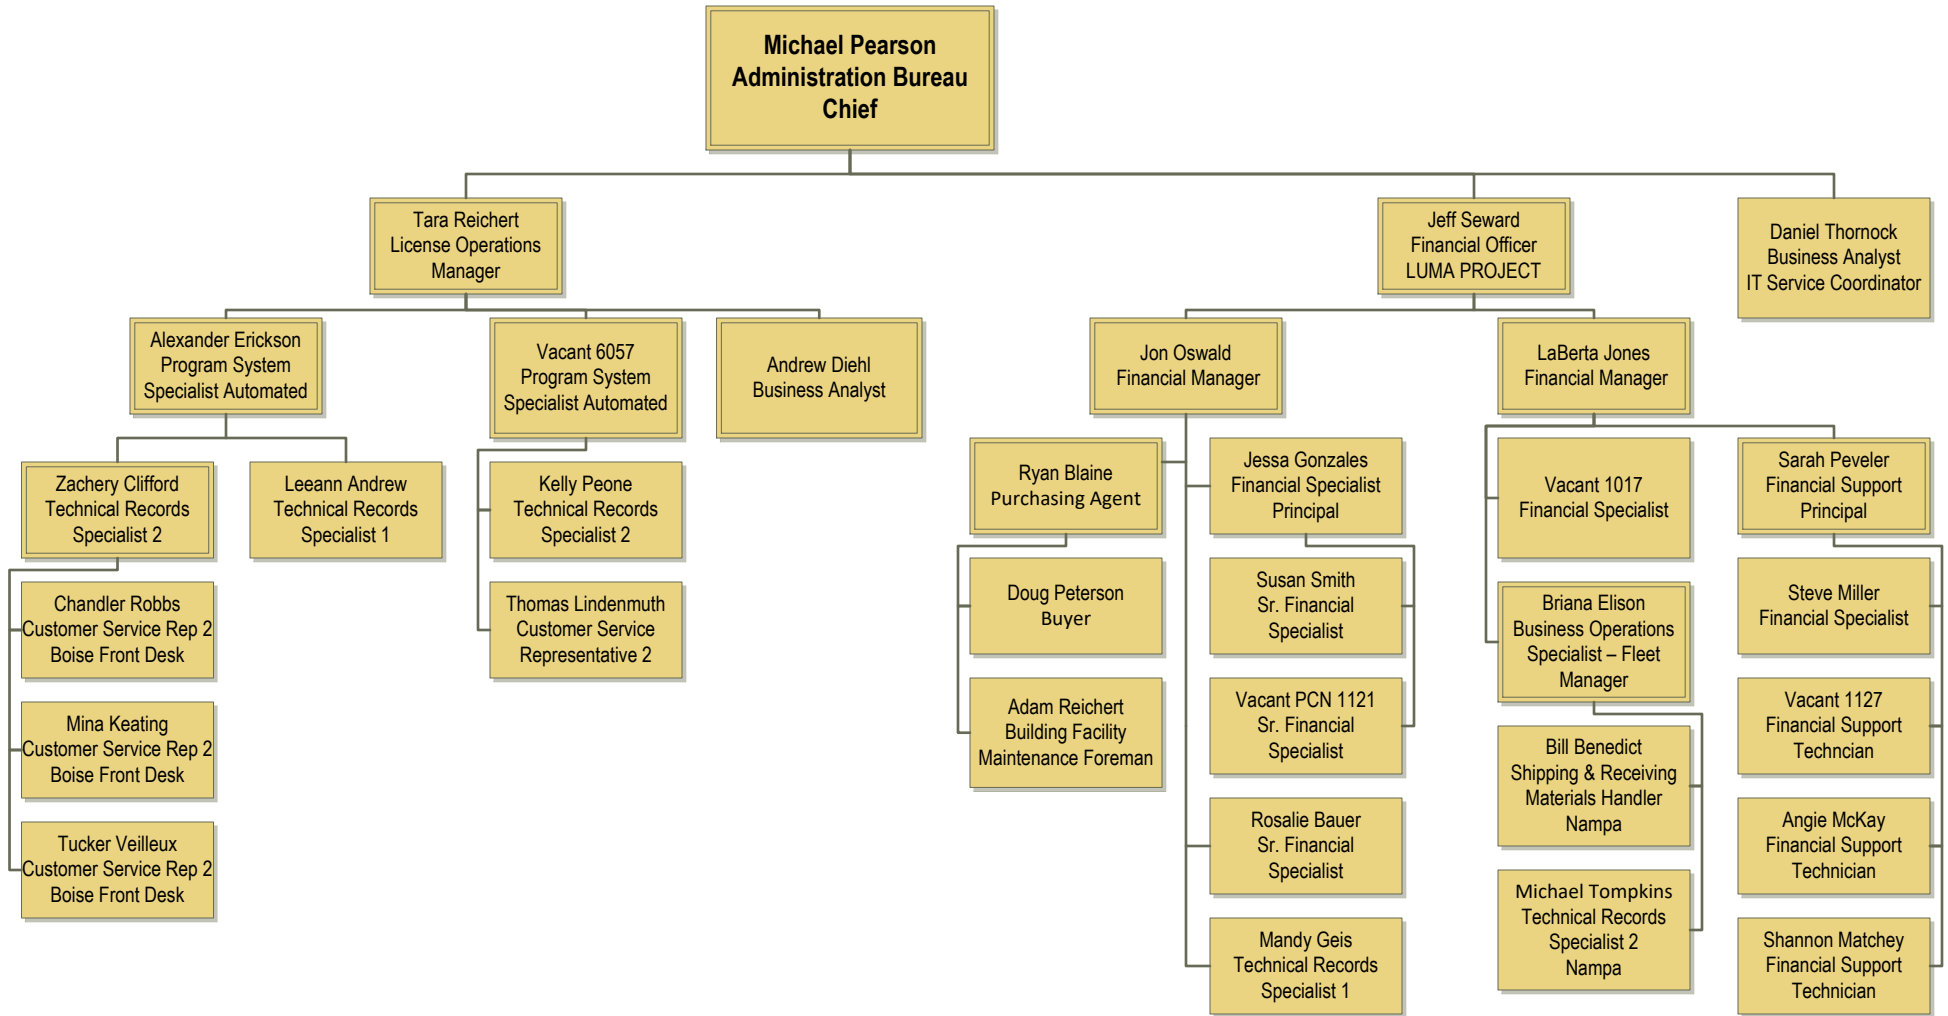 Michael Pearson
Administration Bureau
Chief
Tara Reichert
License Operations
Manager
Jeff Seward
Financial Officer
LUMA PROJECT
Daniel Thornock
Business Analyst
IT Service Coordinator
Alexander Erickson
Program System
Specialist Automated
Vacant 6057
Program System
Specialist Automated
Andrew Diehl
Business Analyst
Jon Oswald
Financial Manager
LaBerta Jones
Financial Manager
Zachery Clifford
Technical Records
Specialist 2
Leeann Andrew
Technical Records
Specialist 1
Kelly Peone
Technical Records
Specialist 2
Ryan Blaine
Purchasing Agent
Jessa Gonzales
Financial Specialist
Principal
Vacant 1017
Financial Specialist
Sarah Peveler
Financial Support
Principal
Chandler Robbs
Customer Service Rep 2
Boise Front Desk
Thomas Lindenmuth
Customer Service
Representative 2
Doug Peterson
Buyer
Susan Smith
Sr. Financial
Specialist
Briana Elison
Business Operations
Specialist – Fleet
Manager
Steve Miller
Financial Specialist
Mina Keating
Customer Service Rep 2
Boise Front Desk
Adam Reichert
Building Facility
Maintenance Foreman
Vacant PCN 1121
Sr. Financial
Specialist
Bill Benedict
Shipping & Receiving
Materials Handler
Nampa
Vacant 1127
Financial Support
Techncian
Tucker Veilleux
Customer Service Rep 2
Boise Front Desk
Rosalie Bauer
Sr. Financial
Specialist
Michael Tompkins
Technical Records
Specialist 2
Nampa
Angie McKay
Financial Support
Technician
Mandy Geis
Technical Records
Specialist 1
Shannon Matchey
Financial Support
Technician